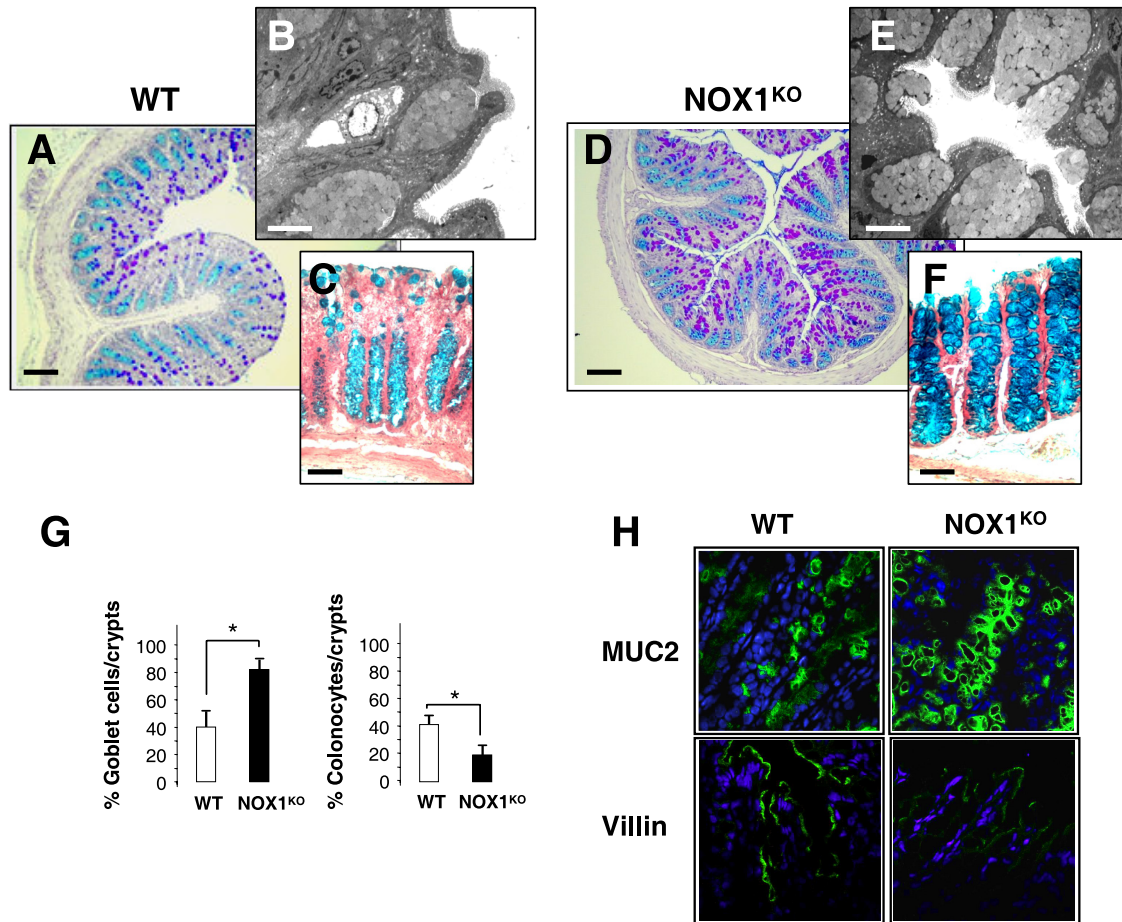 WT
NOX1KO
A
B
C
D
E
F
G
% Goblet cells/crypts
100
80
60
40
20
0
*
WT
NOX1KO
% Colonocytes/crypts
100
80
60
40
20
0
*
WT
NOX1KO
H
WT
NOX1KO
MUC2
Villin